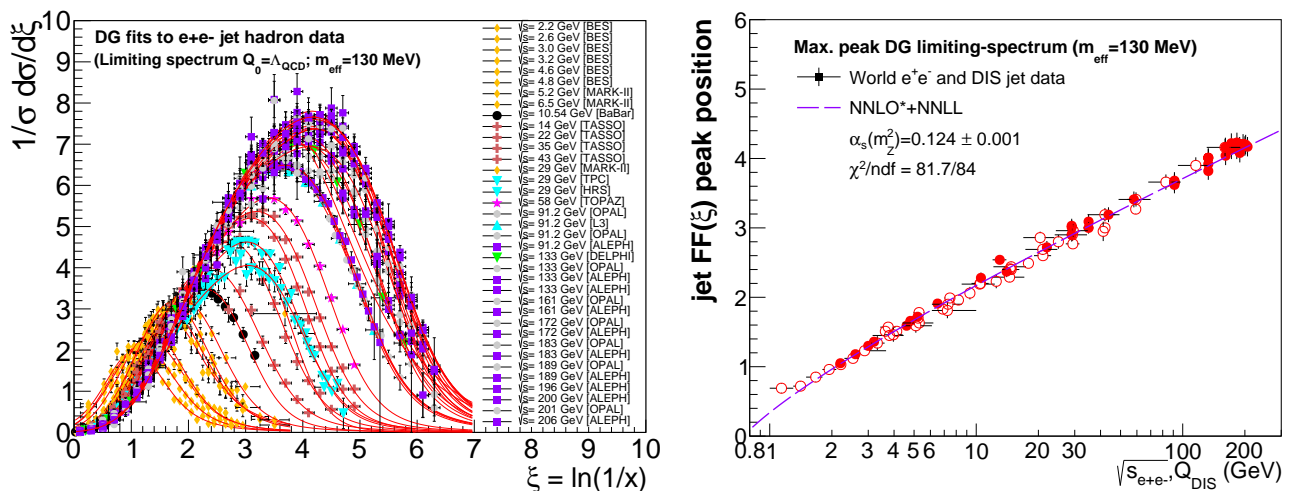 DG fits to e+e- jet hadron data
(Limiting spectrum Q_0=Λ_QCD; m_eff=130 MeV)
1/σ dσ/dξ
10
9
8
7
6
5
4
3
2
1
0
√s= 2.2 GeV [BES]
√s= 2.6 GeV [BES]
√s= 3.0 GeV [BES]
√s= 3.2 GeV [BES]
√s= 4.6 GeV [BES]
√s= 4.8 GeV [BES]
√s= 5.2 GeV [MARK-II]
√s= 6.5 GeV [MARK-II]
√s= 10.54 GeV [BaBar]
√s= 14 GeV [TASSO]
√s= 22 GeV [TASSO]
√s= 35 GeV [TASSO]
√s= 43 GeV [TASSO]
√s= 29 GeV [MARK-II]
√s= 29 GeV [TPC]
√s= 29 GeV [HRS]
√s= 58 GeV [TOPAZ]
√s= 91.2 GeV [OPAL]
√s= 91.2 GeV [L3]
√s= 91.2 GeV [OPAL]
√s= 91.2 GeV [ALEPH]
√s= 133 GeV [DELPHI]
√s= 133 GeV [OPAL]
√s= 133 GeV [ALEPH]
√s= 133 GeV [ALEPH]
√s= 161 GeV [OPAL]
√s= 161 GeV [ALEPH]
√s= 172 GeV [OPAL]
√s= 172 GeV [ALEPH]
√s= 183 GeV [OPAL]
√s= 183 GeV [ALEPH]
√s= 189 GeV [OPAL]
√s= 189 GeV [ALEPH]
√s= 196 GeV [ALEPH]
√s= 200 GeV [ALEPH]
√s= 201 GeV [OPAL]
√s= 206 GeV [ALEPH]
0 1 2 3 4 5 6 7 8 9 10
ξ = ln(1/x)
jet FF(ξ) peak position
6
5
4
3
2
1
0
Max. peak DG limiting-spectrum (m_eff=130 MeV)
World e⁺e⁻ and DIS jet data
NNLO*+NNLL
α_s(m²_Z)=0.124 ± 0.001
χ²/ndf = 81.7/84
0.8 1 2 3 4 5 6 10 20 30 100 200
√s_e+e-,Q_DIS (GeV)